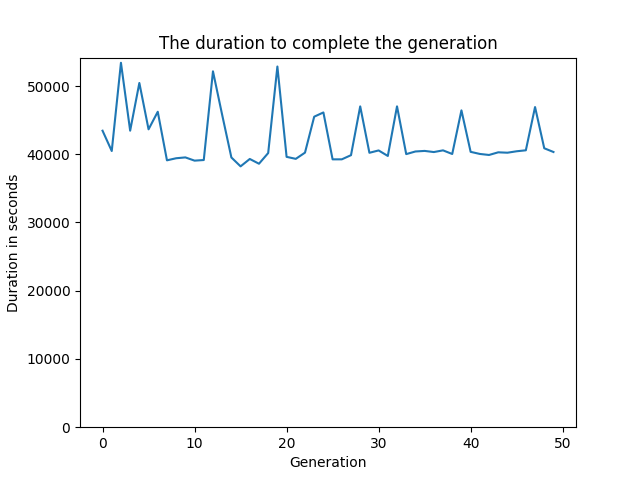 The duration to complete the generation
50000
40000
30000
20000
10000
0
Duration in seconds
0 10 20 30 40 50
Generation